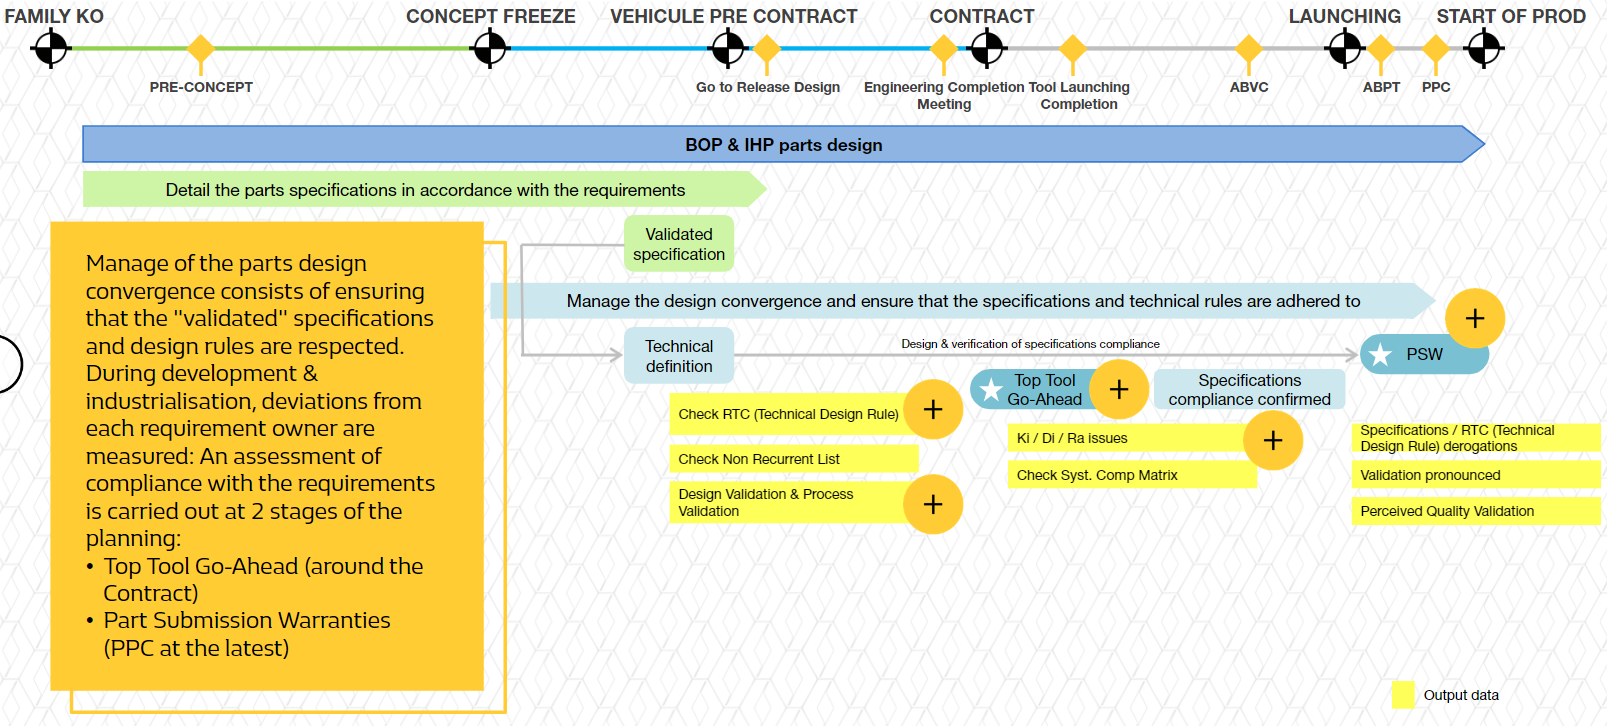 FAMILY KO
CONCEPT FREEZE
VEHICULE PRE CONTRACT
CONTRACT
LAUNCHING
START OF PROD
PRE-CONCEPT
Go to Release Design
Engineering Completion
Meeting
Tool Launching
Completion
ABVC
ABPT
PPC
BOP & IHP parts design
Detail the parts specifications in accordance with the requirements
Manage of the parts design
convergence consists of ensuring
that the "validated" specifications
and design rules are respected.
During development &
industrialisation, deviations from
each requirement owner are
measured: An assessment of
compliance with the requirements
is carried out at 2 stages of the
planning:
• Top Tool Go-Ahead (around the
Contract)
• Part Submission Warranties
(PPC at the latest)
Validated
specification
Manage the design convergence and ensure that the specifications and technical rules are adhered to
Technical
definition
Design & verification of specifications compliance
PSW
Top Tool
Go-Ahead
Specifications
compliance confirmed
Check RTC (Technical Design Rule)
Check Non Recurrent List
Design Validation & Process
Validation
Ki / Di / Ra issues
Check Syst. Comp Matrix
Specifications / RTC (Technical
Design Rule) derogations
Validation pronounced
Perceived Quality Validation
Output data